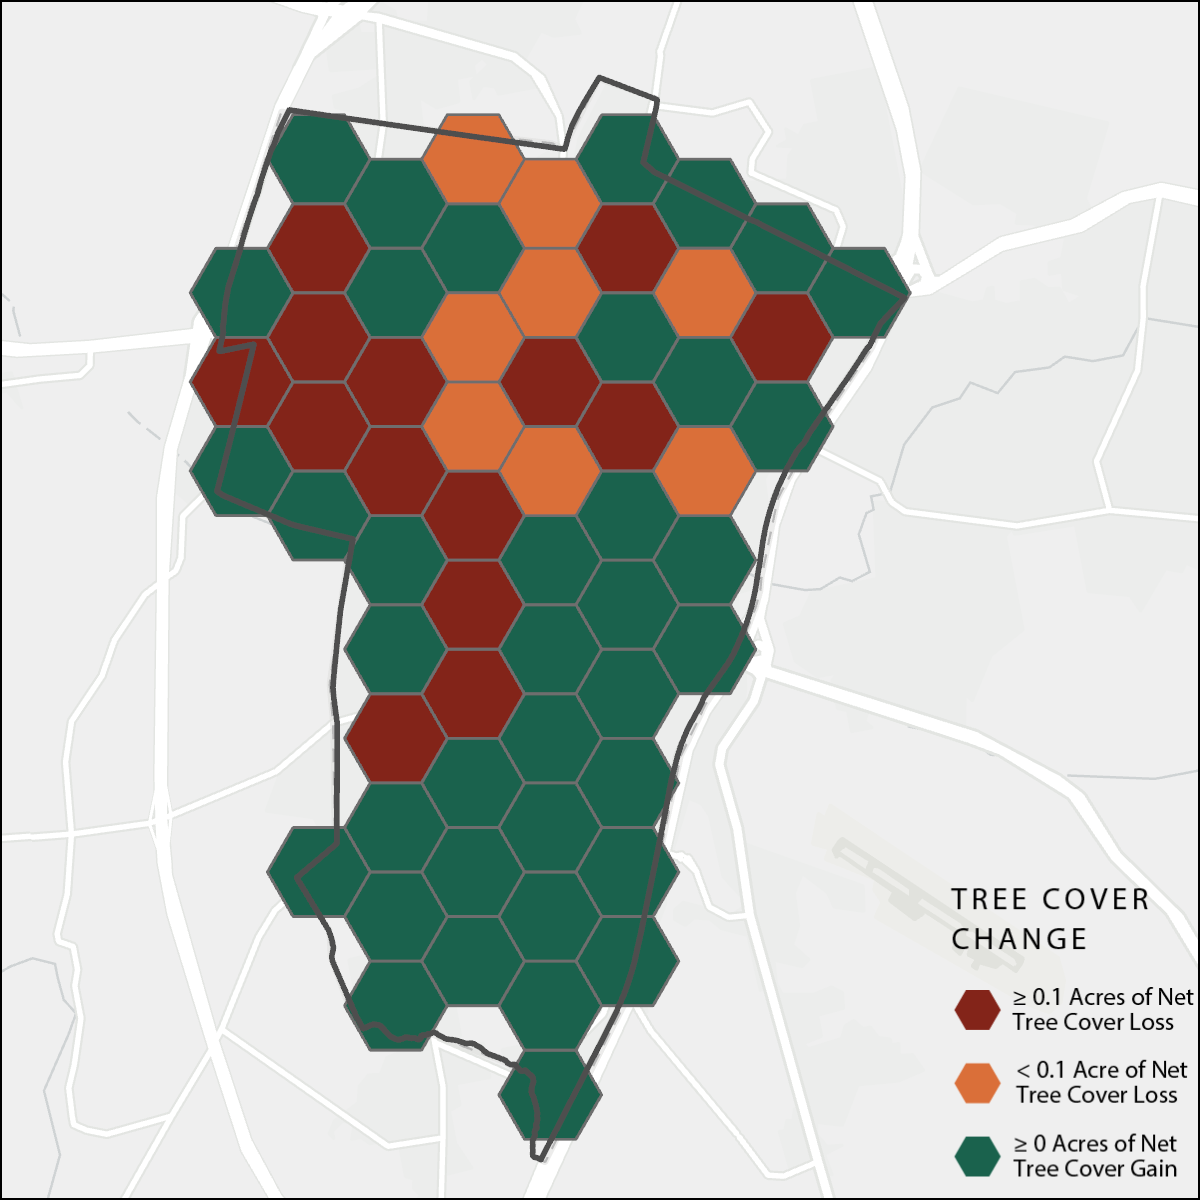 TREE COVER
CHANGE
≥ 0.1 Acres of Net
Tree Cover Loss
< 0.1 Acre of Net
Tree Cover Loss
≥ 0 Acres of Net
Tree Cover Gain